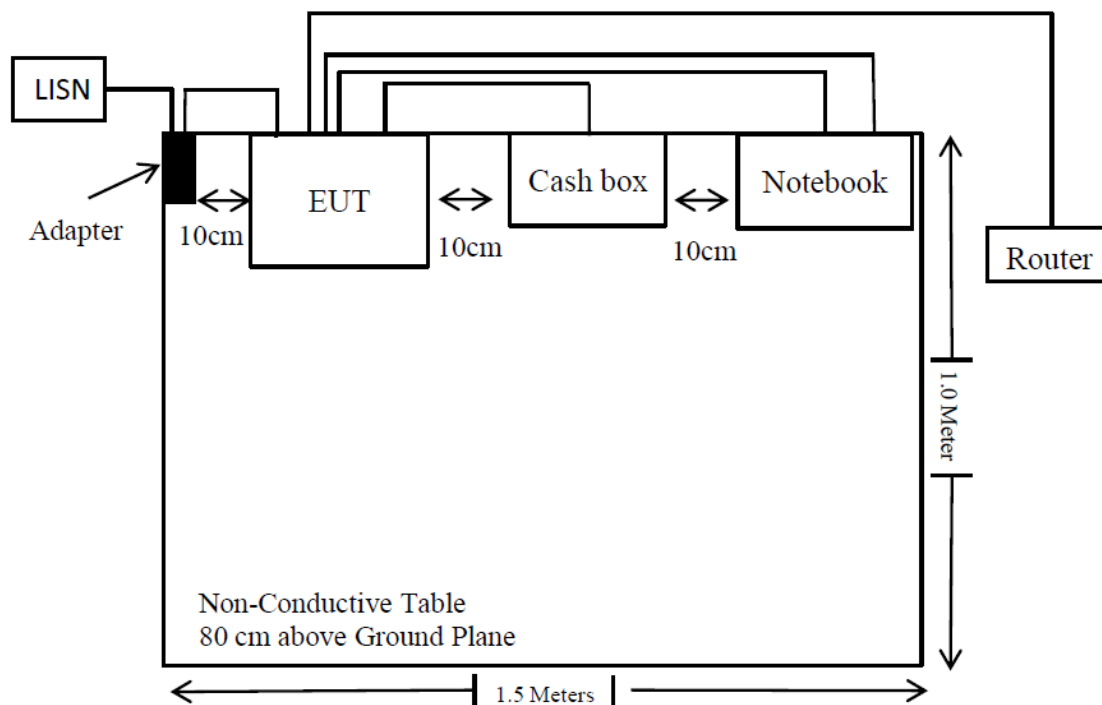 LISN
Adapter
EUT
Cash box
Notebook
Router
10cm
10cm
10cm
1.0 Meter
Non-Conductive Table
80 cm above Ground Plane
1.5 Meters